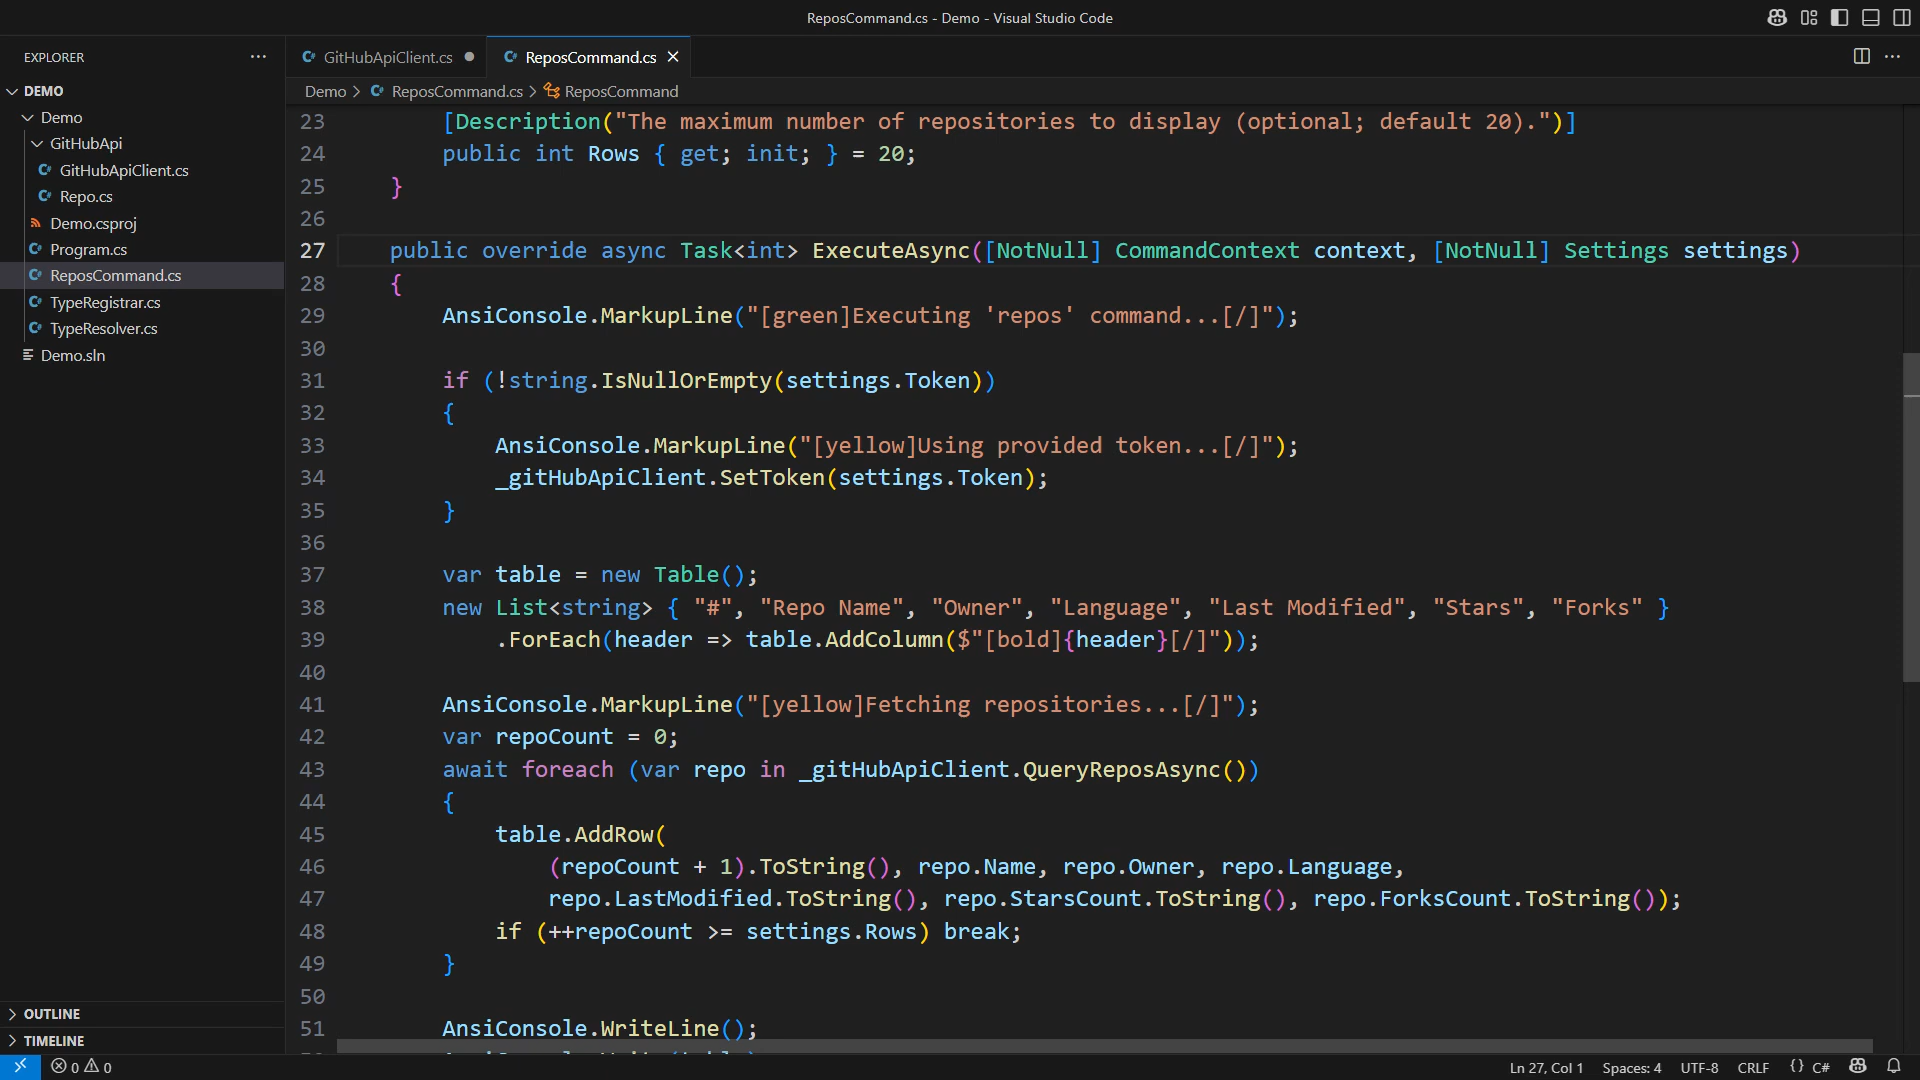 ReposCommand.cs - Demo - Visual Studio Code
EXPLORER
DEMO
Demo
GitHubApi
GitHubApiClient.cs
Repo.cs
Demo.csproj
Program.cs
ReposCommand.cs
TypeRegistrar.cs
TypeResolver.cs
Demo.sln
OUTLINE
TIMELINE
GitHubApiClient.cs
ReposCommand.cs
Demo > ReposCommand.cs > ReposCommand
23 [Description("The maximum number of repositories to display (optional; default 20).")]
24 public int Rows { get; init; } = 20;
25 }
26
27 public override async Task<int> ExecuteAsync([NotNull] CommandContext context, [NotNull] Settings settings)
28 {
29 AnsiConsole.MarkupLine("[green]Executing 'repos' command...[/]");
30
31 if (!string.IsNullOrEmpty(settings.Token))
32 {
33 AnsiConsole.MarkupLine("[yellow]Using provided token...[/]");
34 _gitHubApiClient.SetToken(settings.Token);
35 }
36
37 var table = new Table();
38 new List<string> { "#", "Repo Name", "Owner", "Language", "Last Modified", "Stars", "Forks" }
39 .ForEach(header => table.AddColumn($"[bold]{header}[/]"));
40
41 AnsiConsole.MarkupLine("[yellow]Fetching repositories...[/]");
42 var repoCount = 0;
43 await foreach (var repo in _gitHubApiClient.QueryReposAsync())
44 {
45 table.AddRow(
46 (repoCount + 1).ToString(), repo.Name, repo.Owner, repo.Language,
47 repo.LastModified.ToString(), repo.StarsCount.ToString(), repo.ForksCount.ToString());
48 if (++repoCount >= settings.Rows) break;
49 }
50
51 AnsiConsole.WriteLine();
0 0
Ln 27, Col 1 Spaces: 4 UTF-8 CRLF {} C#